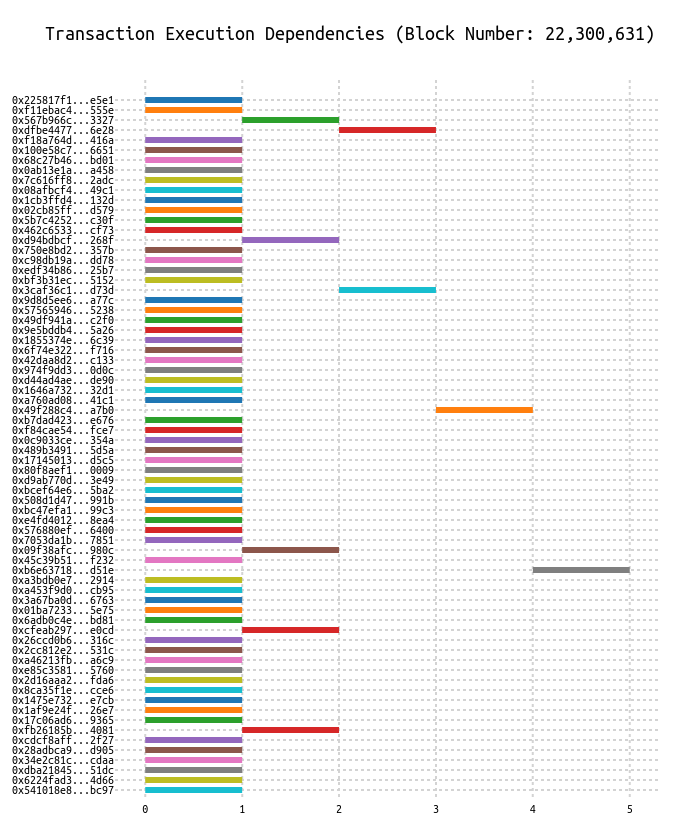 Transaction Execution Dependencies (Block Number: 22,300,631)
0x225817f1...e5e1
0xf11ebac4...555e
0x567b966c...3327
0xdfbe4477...6e28
0xf18a764d...416a
0x100e58c7...6651
0x68c27b46...bd01
0x0ab13e1a...a458
0x7c616ff8...2adc
0x08afbcf4...49c1
0x1cb3ffd4...132d
0x02cb85ff...d579
0x5b7c4252...c30f
0x462c6533...cf73
0xd94bdbcf...268f
0x750e8bd2...357b
0xc98db19a...dd78
0xedf34b86...25b7
0xbf3b31ec...5152
0x3caf36c1...d73d
0x9d8d5ee6...a77c
0x57565946...5238
0x49df941a...c2f0
0x9e5bddb4...5a26
0x1855374e...6c39
0x6f74e322...f716
0x42daa8d2...c133
0x974f9dd3...0d0c
0xd44ad4ae...de90
0x1646a732...32d1
0xa760ad08...41c1
0x49f288c4...a7b0
0xb7dad423...e676
0xf84cae54...fce7
0x0c9033ce...354a
0x489b3491...5d5a
0x17145013...d5c5
0x80f8aef1...0009
0xd9ab770d...3e49
0xbcef64e6...5ba2
0x508d1d47...991b
0xbc47efa1...99c3
0xe4fd4012...8ea4
0x576880ef...6400
0x7053da1b...7851
0x09f38afc...980c
0x45c39b51...f232
0xb6e63718...d51e
0xa3bdb0e7...2914
0xa453f9d0...cb95
0x3a67ba0d...6763
0x01ba7233...5e75
0x6adb0c4e...bd81
0xcfeab297...e0cd
0x26ccd0b6...316c
0x2cc812e2...531c
0xa46213fb...a6c9
0xe85c3581...5760
0x2d16aaa2...fda6
0x8ca35f1e...cce6
0x1475e732...e7cb
0x1af9e24f...26e7
0x17c06ad6...9365
0xfb26185b...4081
0xcdcf8aff...2f27
0x28adbca9...d905
0x34e2c81c...cdaa
0xdba21845...51dc
0x6224fad3...4d66
0x541018e8...bc97
0 1 2 3 4 5